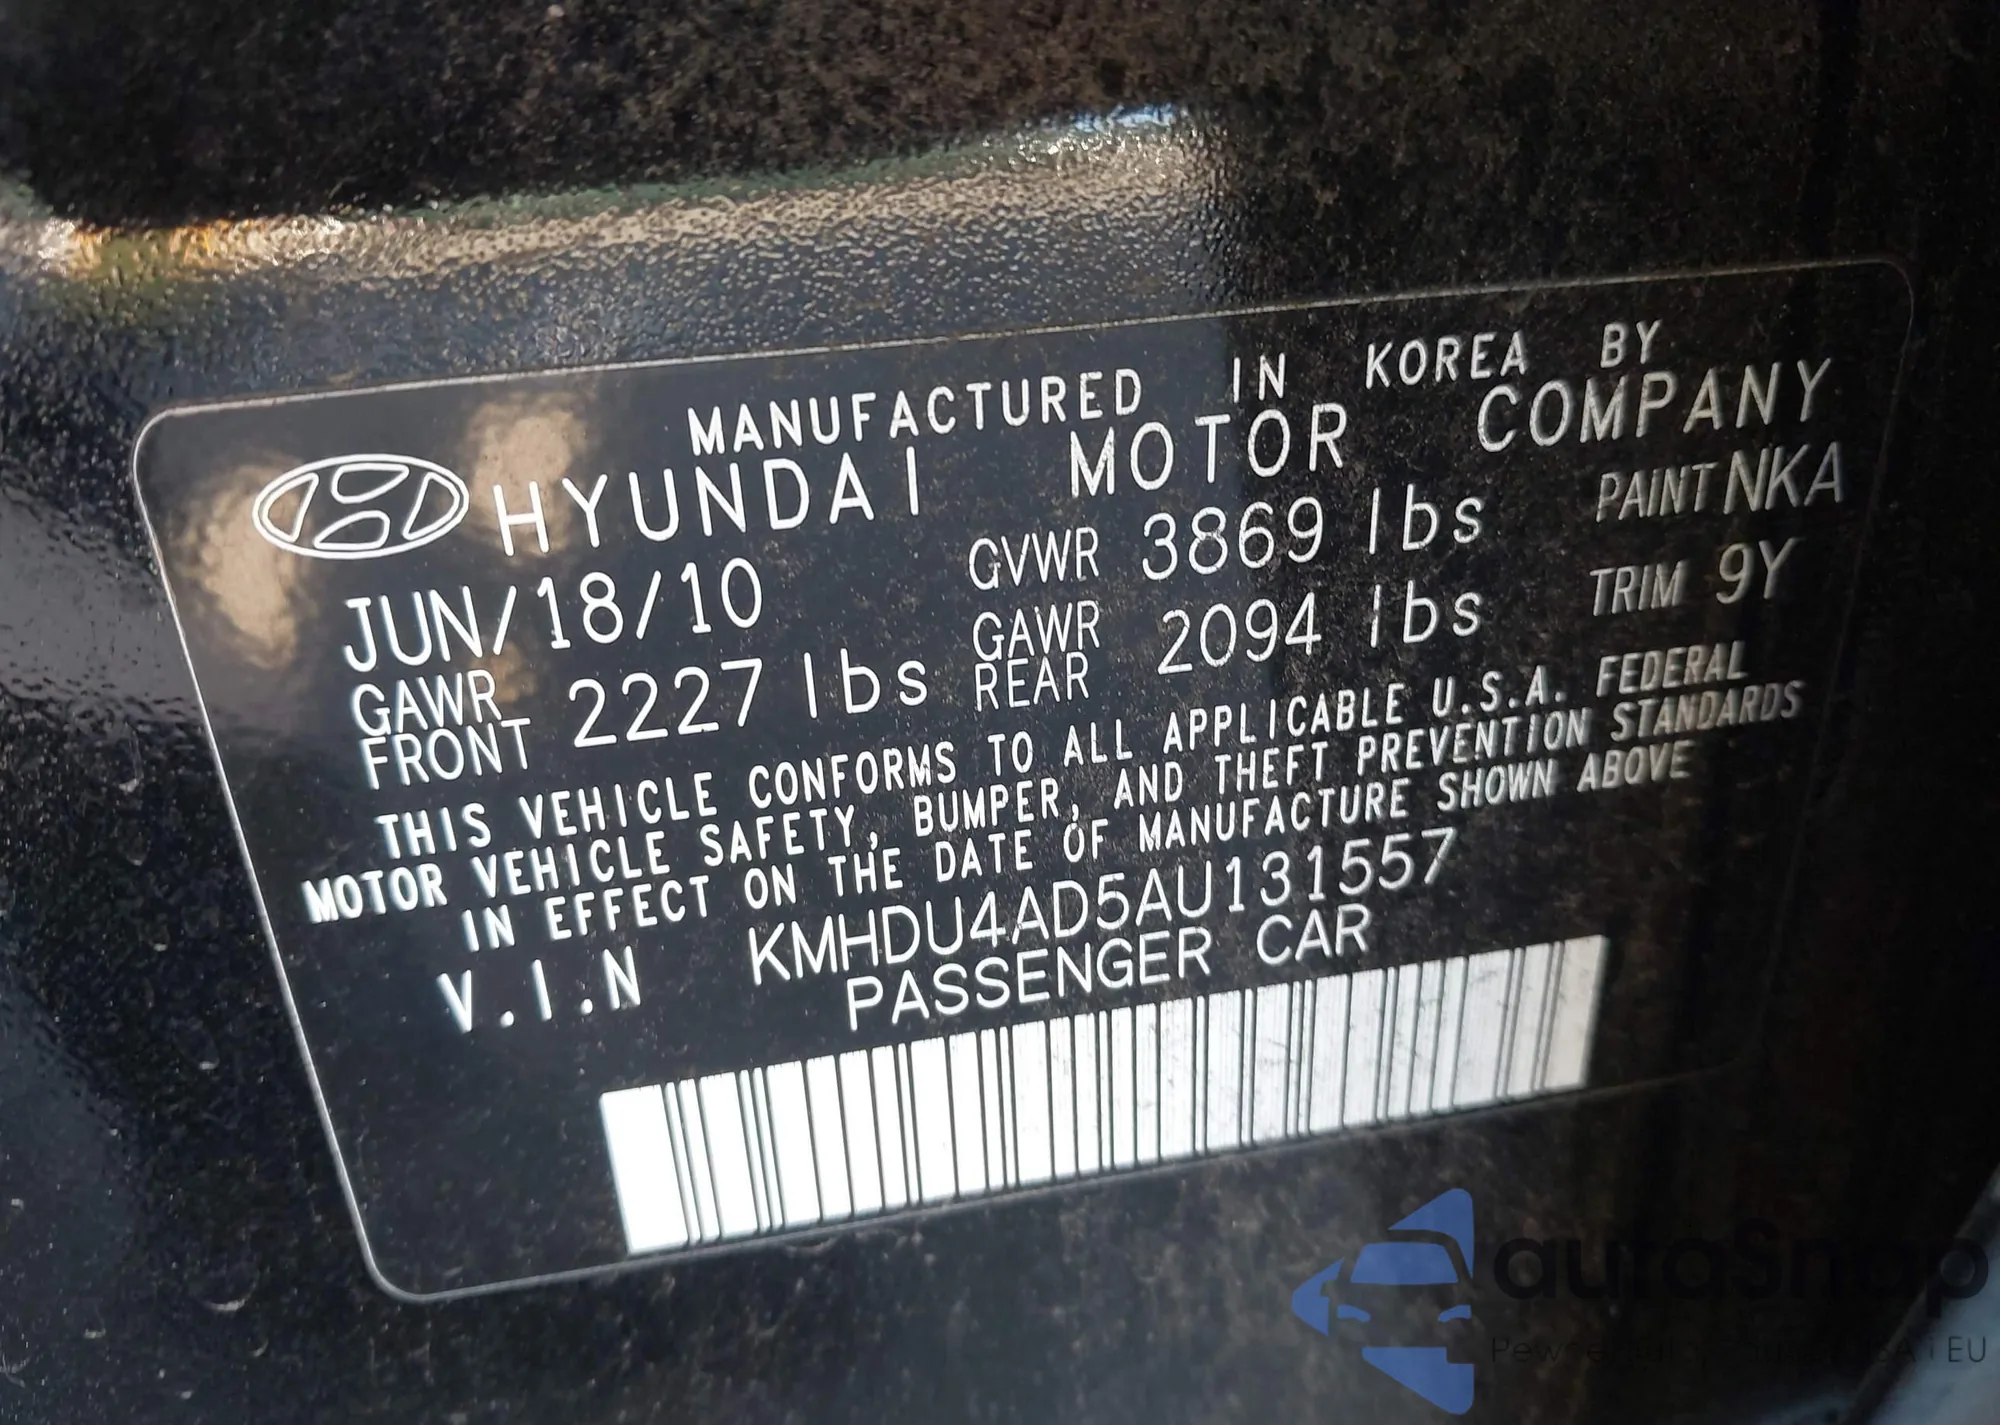 MANUFACTURED IN KOREA BY
HYUNDAI MOTOR COMPANY
JUN/18/10 GVWR 3869 lbs PAINT NKA
GAWR FRONT 2227 lbs GAWR REAR 2094 lbs TRIM 9Y
THIS VEHICLE CONFORMS TO ALL APPLICABLE U.S.A. FEDERAL
MOTOR VEHICLE SAFETY, BUMPER, AND THEFT PREVENTION STANDARDS
IN EFFECT ON THE DATE OF MANUFACTURE SHOWN ABOVE
V.I.N KMHDU4AD5AU131557
PASSENGER CAR
EU